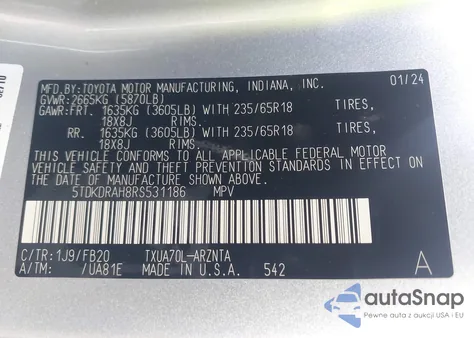 MFD.BY:TOYOTA MOTOR MANUFACTURING, INDIANA, INC. 01/24
GVWR:2665KG (5870LB)
GAWR:FRT. 1635KG (3605LB) WITH 235/65R18 TIRES,
18X8J RIMS.
RR. 1635KG (3605LB) WITH 235/65R18 TIRES,
18X8J RIMS.
THIS VEHICLE CONFORMS TO ALL APPLICABLE FEDERAL MOTOR
VEHICLE SAFETY AND THEFT PREVENTION STANDARDS IN EFFECT ON
THE DATE OF MANUFACTURE SHOWN ABOVE.
5TDKDRAH8RS531186 MPV
C/TR:1J9/FB20 TXUA70L-ARZNTA
A/TM: /UA81E MADE IN U.S.A. 542 A
autoSnap
Pewne auta z USA i EU